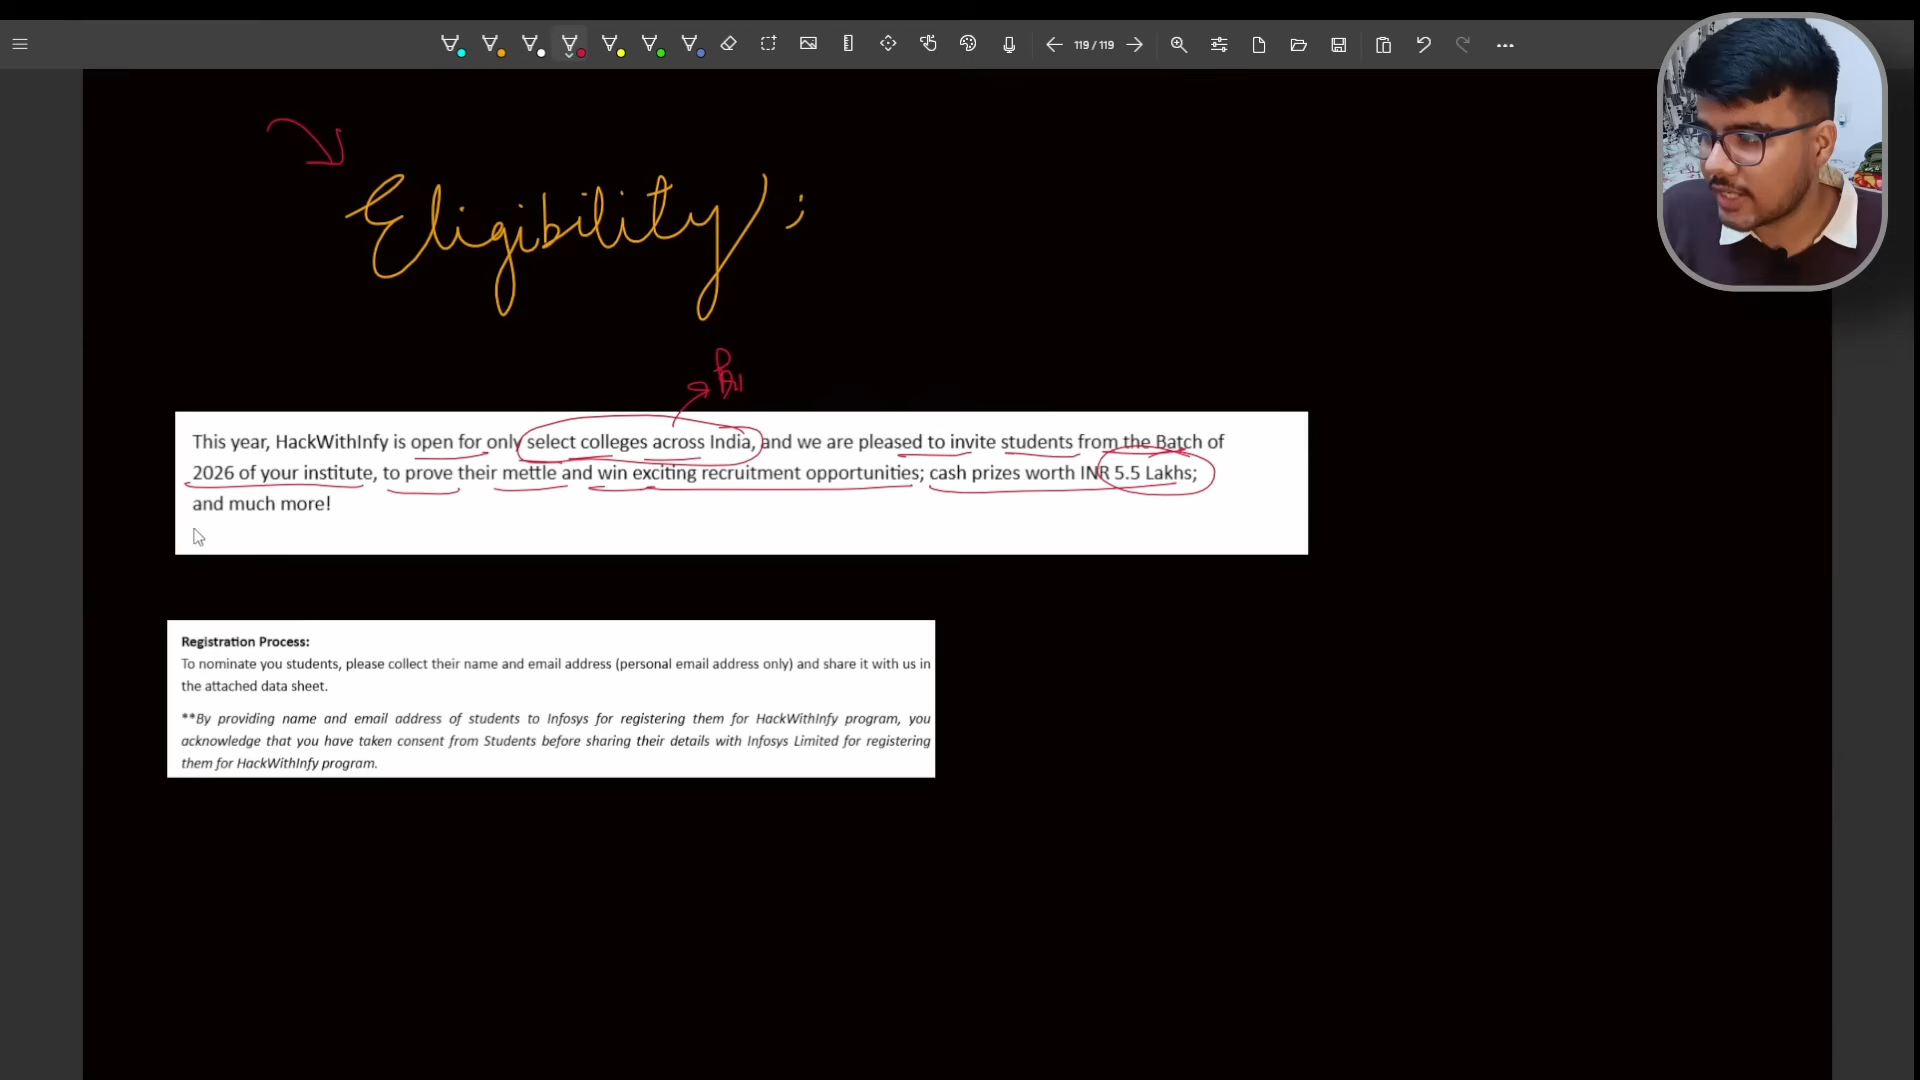 119 / 119
Eligibility ;
This year, HackWithInfy is open for only select colleges across India, and we are pleased to invite students from the Batch of
2026 of your institute, to prove their mettle and win exciting recruitment opportunities; cash prizes worth INR 5.5 Lakhs;
and much more!
Registration Process:
To nominate you students, please collect their name and email address (personal email address only) and share it with us in
the attached data sheet.
**By providing name and email address of students to Infosys for registering them for HackWithInfy program, you
acknowledge that you have taken consent from Students before sharing their details with Infosys Limited for registering
them for HackWithInfy program.